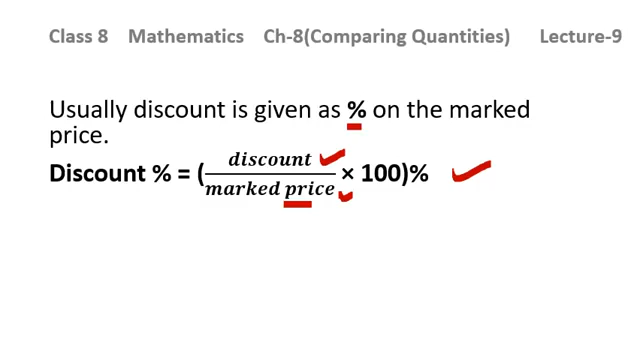 Class 8 Mathematics Ch-8(Comparing Quantities) Lecture-9
Usually discount is given as % on the marked
price.
Discount % = (discount/marked price × 100)%